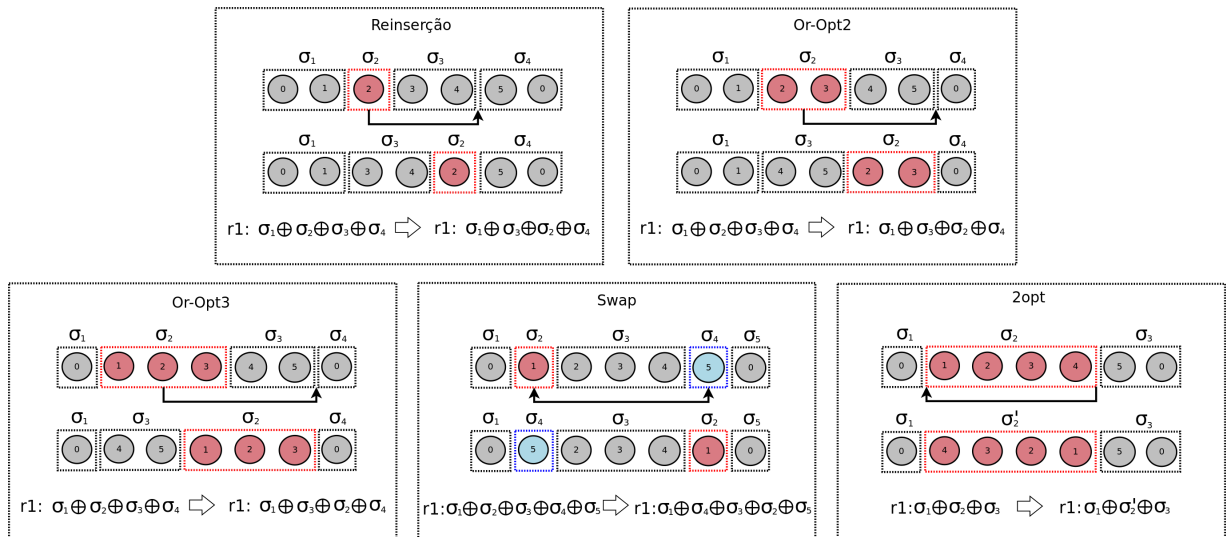 Reinserção
σ₁ σ₂ σ₃ σ₄
0 1 2 3 4 5 0
σ₁ σ₃ σ₂ σ₄
0 1 3 4 2 5 0
r1: σ₁⊕σ₂⊕σ₃⊕σ₄ ⇨ r1: σ₁⊕σ₃⊕σ₂⊕σ₄
Or-Opt2
σ₁ σ₂ σ₃ σ₄
0 1 2 3 4 5 0
σ₁ σ₃ σ₂ σ₄
0 1 4 5 2 3 0
r1: σ₁⊕σ₂⊕σ₃⊕σ₄ ⇨ r1: σ₁⊕σ₃⊕σ₂⊕σ₄
Or-Opt3
σ₁ σ₂ σ₃ σ₄
0 1 2 3 4 5 0
σ₁ σ₃ σ₂ σ₄
0 4 5 1 2 3 0
r1: σ₁⊕σ₂⊕σ₃⊕σ₄ ⇨ r1: σ₁⊕σ₃⊕σ₂⊕σ₄
Swap
σ₁ σ₂ σ₃ σ₄ σ₅
0 1 2 3 4 5 0
σ₁ σ₄ σ₃ σ₂ σ₅
0 5 2 3 4 1 0
r1:σ₁⊕σ₂⊕σ₃⊕σ₄⊕σ₅ ⇨ r1:σ₁⊕σ₄⊕σ₃⊕σ₂⊕σ₅
2opt
σ₁ σ₂ σ₃
0 1 2 3 4 5 0
σ₁ σ₂' σ₃
0 4 3 2 1 5 0
r1:σ₁⊕σ₂⊕σ₃ ⇨ r1:σ₁⊕σ₂'⊕σ₃